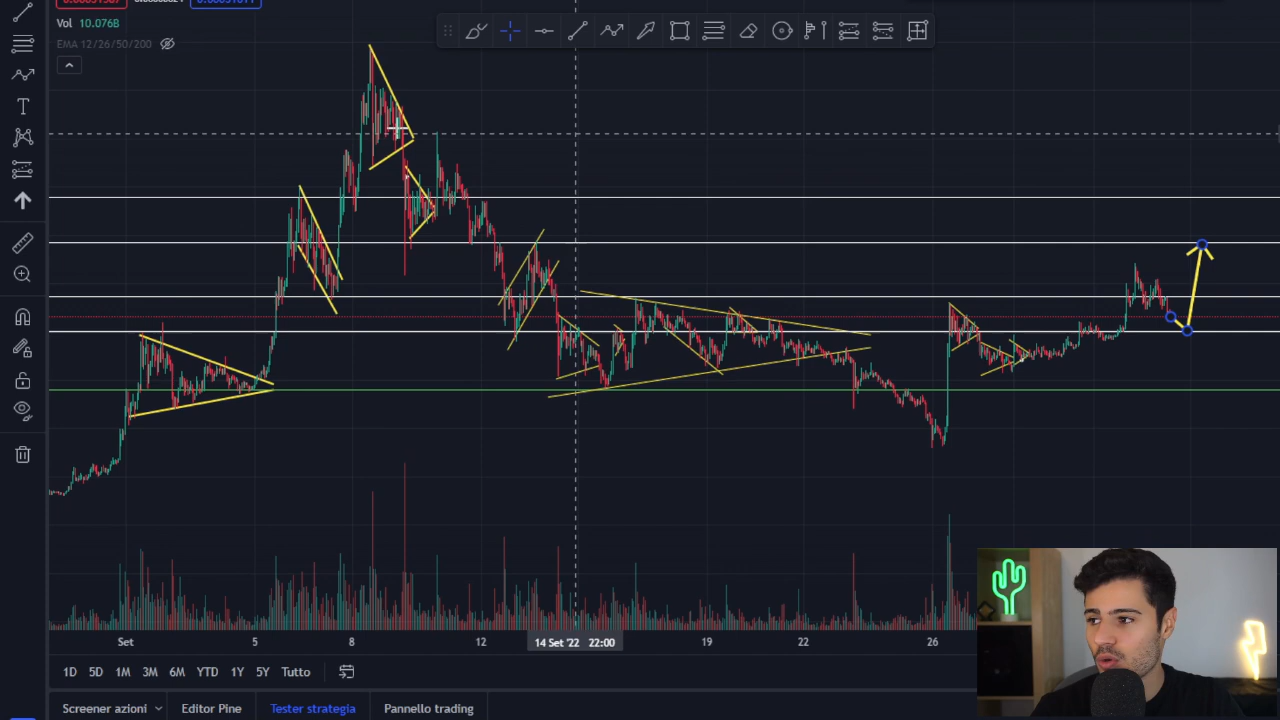 Vol 10.076B
EMA 12/26/50/200
Set 5 8 12 14 Set '22 22:00 19 22 26
1D 5D 1M 3M 6M YTD 1Y 5Y Tutto
Screener azioni Editor Pine Tester strategia Pannello trading